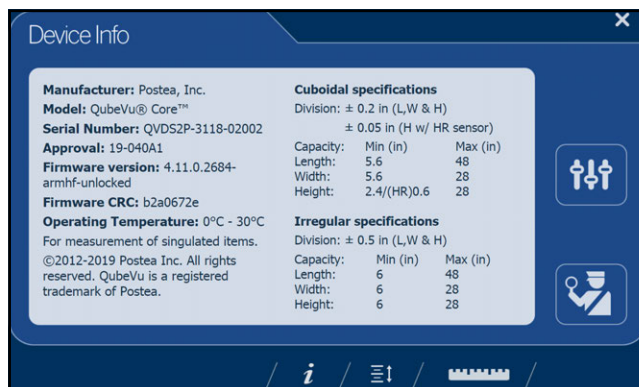 Device Info
Manufacturer: Postea, Inc.
Model: QubeVu® Core™
Serial Number: QVDS2P-3118-02002
Approval: 19-040A1
Firmware version: 4.11.0.2684-
armhf-unlocked
Firmware CRC: b2a0672e
Operating Temperature: 0°C - 30°C
For measurement of singulated items.
©2012-2019 Postea Inc. All rights
reserved. QubeVu is a registered
trademark of Postea.
Cuboidal specifications
Division: ± 0.2 in (L,W & H)
± 0.05 in (H w/ HR sensor)
Capacity: Min (in) Max (in)
Length: 5.6 48
Width: 5.6 28
Height: 2.4/(HR)0.6 28
Irregular specifications
Division: ± 0.5 in (L,W & H)
Capacity: Min (in) Max (in)
Length: 6 48
Width: 6 28
Height: 6 28